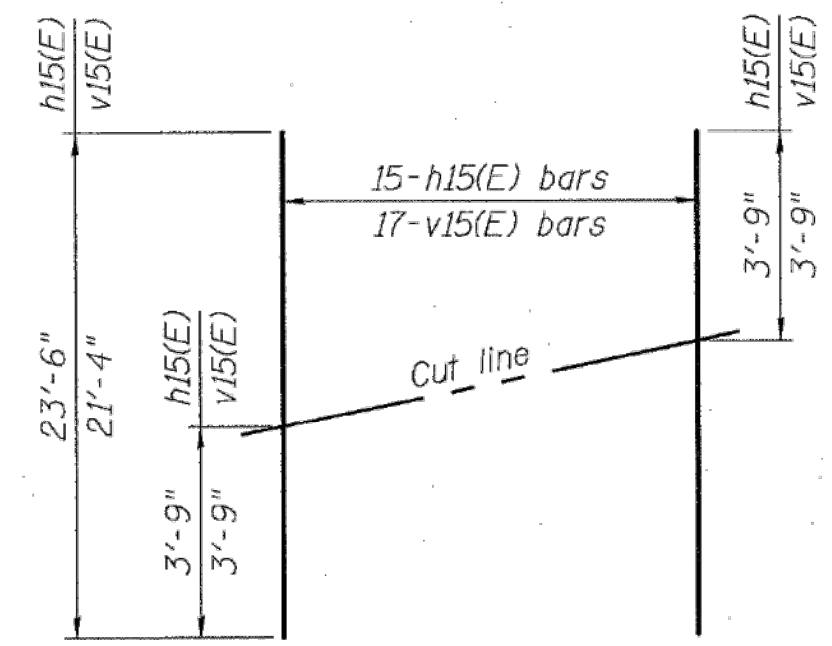 h15(E)
v15(E)
h15(E)
v15(E)
15-h15(E) bars
17-v15(E) bars
3'-9"
3'-9"
23'-6"
21'-4"
h15(E)
v15(E)
Cut line
3'-9"
3'-9"